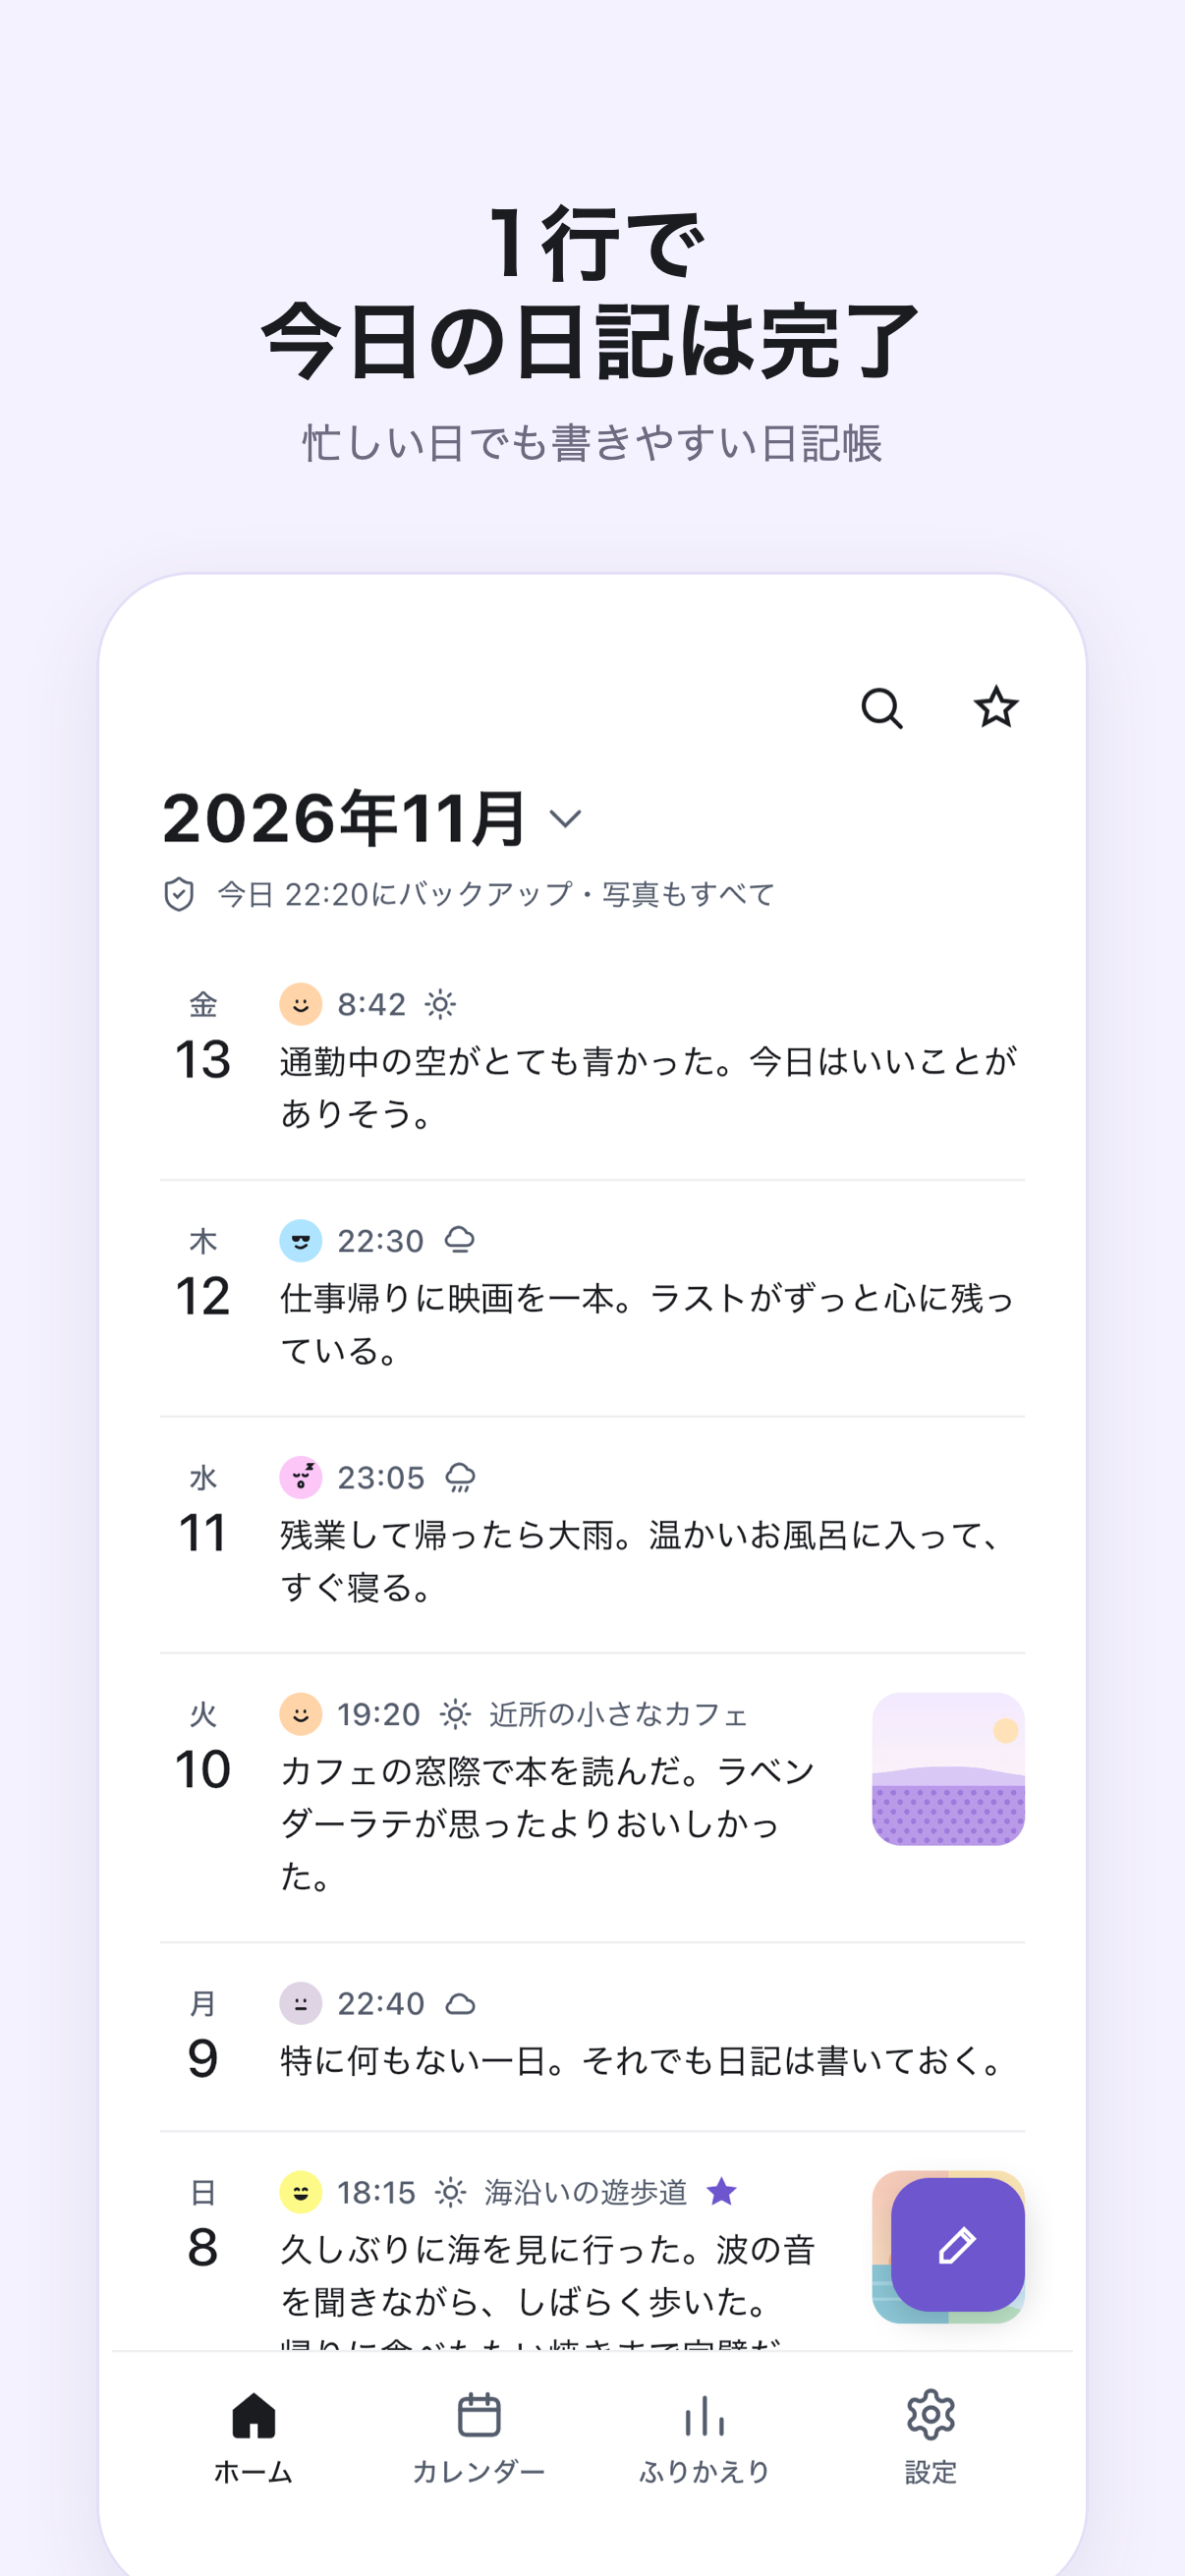 1行で
今日の日記は完了
忙しい日でも書きやすい日記帳
2026年11月
今日 22:20にバックアップ・写真もすべて
金
13
8:42
通勤中の空がとても青かった。今日はいいことが
ありそう。
木
12
22:30
仕事帰りに映画を一本。ラストがずっと心に残っ
ている。
水
11
23:05
残業して帰ったら大雨。温かいお風呂に入って、
すぐ寝る。
火
10
19:20 近所の小さなカフェ
カフェの窓際で本を読んだ。ラベン
ダーラテが思ったよりおいしかっ
た。
月
9
22:40
特に何もない一日。それでも日記は書いておく。
日
8
18:15 海沿いの遊歩道
久しぶりに海を見に行った。波の音
を聞きながら、しばらく歩いた。
ホーム
カレンダー
ふりかえり
設定